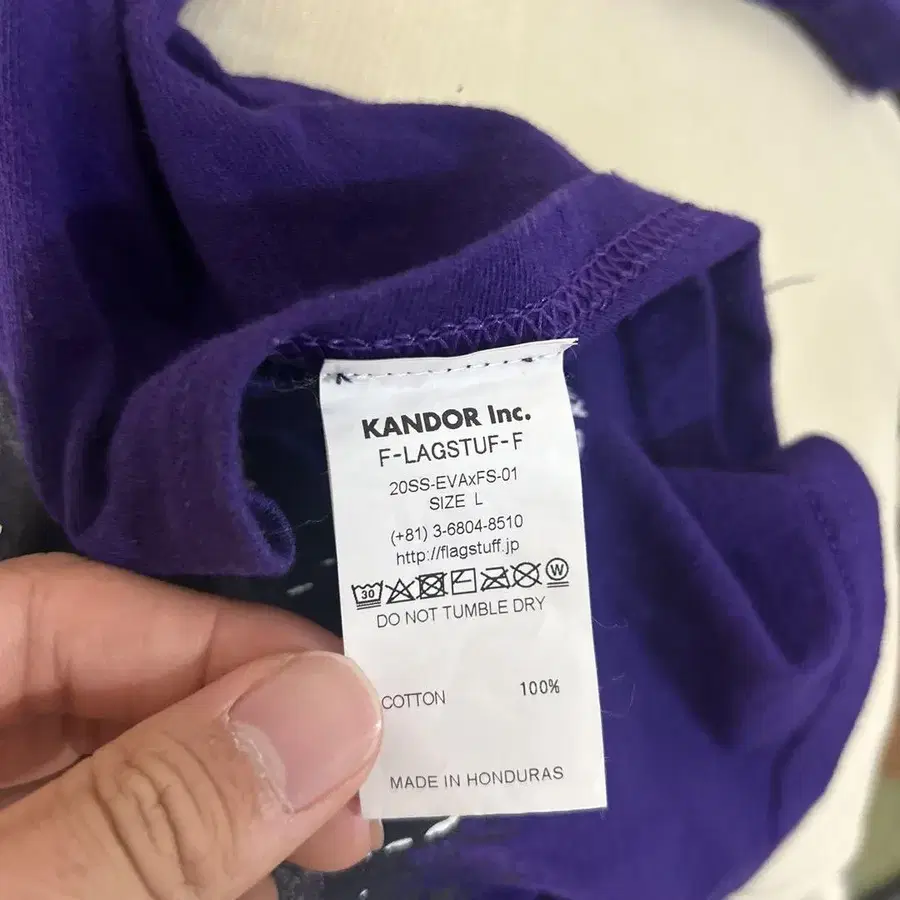 KANDOR Inc.
F-LAGSTUF-F
20SS-EVAxFS-01
SIZE L
(+81) 3-6804-8510
http://flagstuff.jp
30 W
DO NOT TUMBLE DRY
COTTON 100%
MADE IN HONDURAS